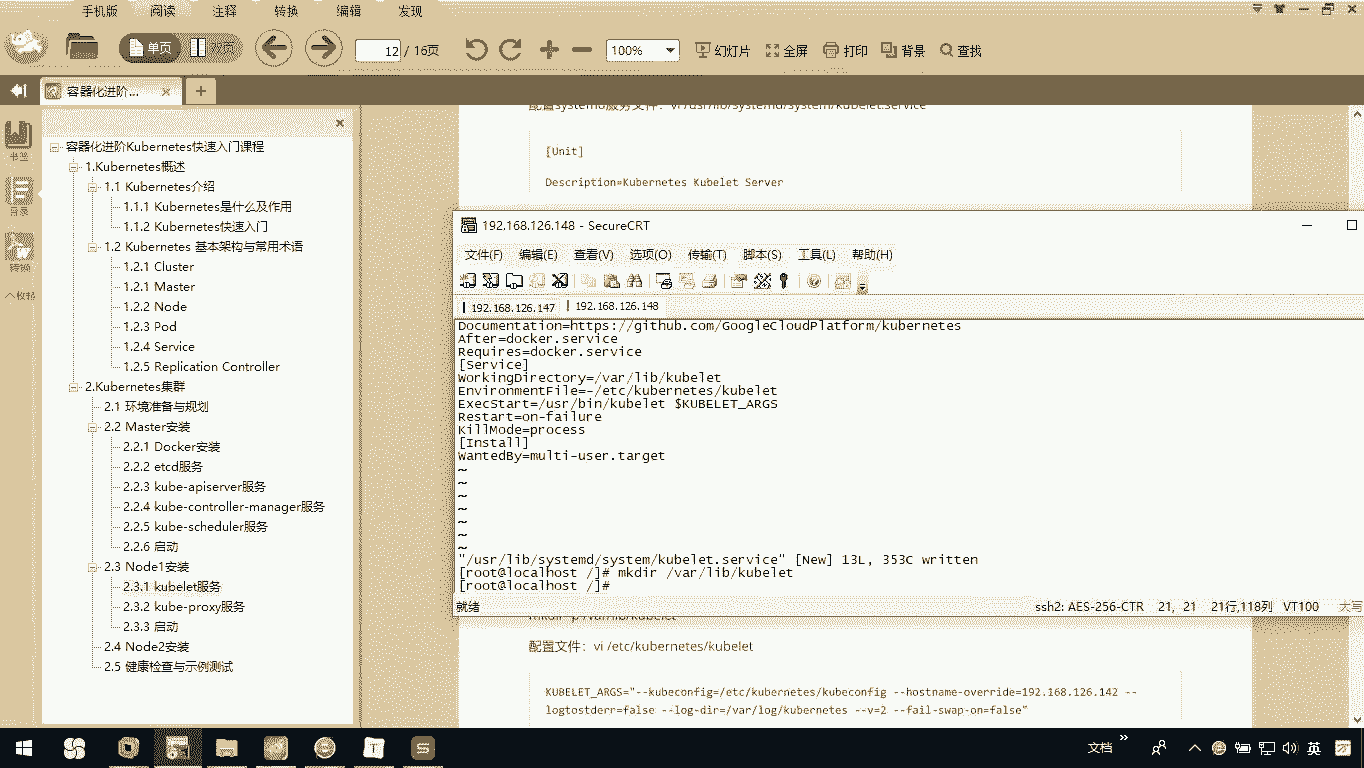 手机版 阅读 注释 转换 编辑 发现
单页 双页 12 / 16页 100% 幻灯片 全屏 打印 背景 查找
容器化进阶...
书签
目录
转换
收起
容器化进阶Kubernetes快速入门课程
1.Kubernetes概述
1.1 Kubernetes介绍
1.1.1 Kubernetes是什么及作用
1.1.2 Kubernetes快速入门
1.2 Kubernetes 基本架构与常用术语
1.2.1 Cluster
1.2.1 Master
1.2.2 Node
1.2.3 Pod
1.2.4 Service
1.2.5 Replication Controller
2.Kubernetes集群
2.1 环境准备与规划
2.2 Master安装
2.2.1 Docker安装
2.2.2 etcd服务
2.2.3 kube-apiserver服务
2.2.4 kube-controller-manager服务
2.2.5 kube-scheduler服务
2.2.6 启动
2.3 Node1安装
2.3.1 kubelet服务
2.3.2 kube-proxy服务
2.3.3 启动
2.4 Node2安装
2.5 健康检查与示例测试
配置systemd服务文件：vi /usr/lib/systemd/system/kubelet.service
[Unit]
Description=Kubernetes Kubelet Server
192.168.126.148 - SecureCRT
文件(F) 编辑(E) 查看(V) 选项(O) 传输(T) 脚本(S) 工具(L) 帮助(H)
192.168.126.147 192.168.126.148
Documentation=https://github.com/GoogleCloudPlatform/kubernetes
After=docker.service
Requires=docker.service
[Service]
WorkingDirectory=/var/lib/kubelet
EnvironmentFile=-/etc/kubernetes/kubelet
ExecStart=/usr/bin/kubelet $KUBELET_ARGS
Restart=on-failure
KillMode=process
[Install]
WantedBy=multi-user.target
~
~
~
~
~
~
~
"/usr/lib/systemd/system/kubelet.service" [New] 13L, 353C written
[root@localhost /]# mkdir /var/lib/kubelet
[root@localhost /]#
就绪 ssh2: AES-256-CTR 21, 21 21行,118列 VT100 大写
mkdir -p /var/lib/kubelet
配置文件：vi /etc/kubernetes/kubelet
KUBELET_ARGS="--kubeconfig=/etc/kubernetes/kubeconfig --hostname-override=192.168.126.142 --
logtostderr=false --log-dir=/var/log/kubernetes --v=2 --fail-swap-on=false"
文档 英